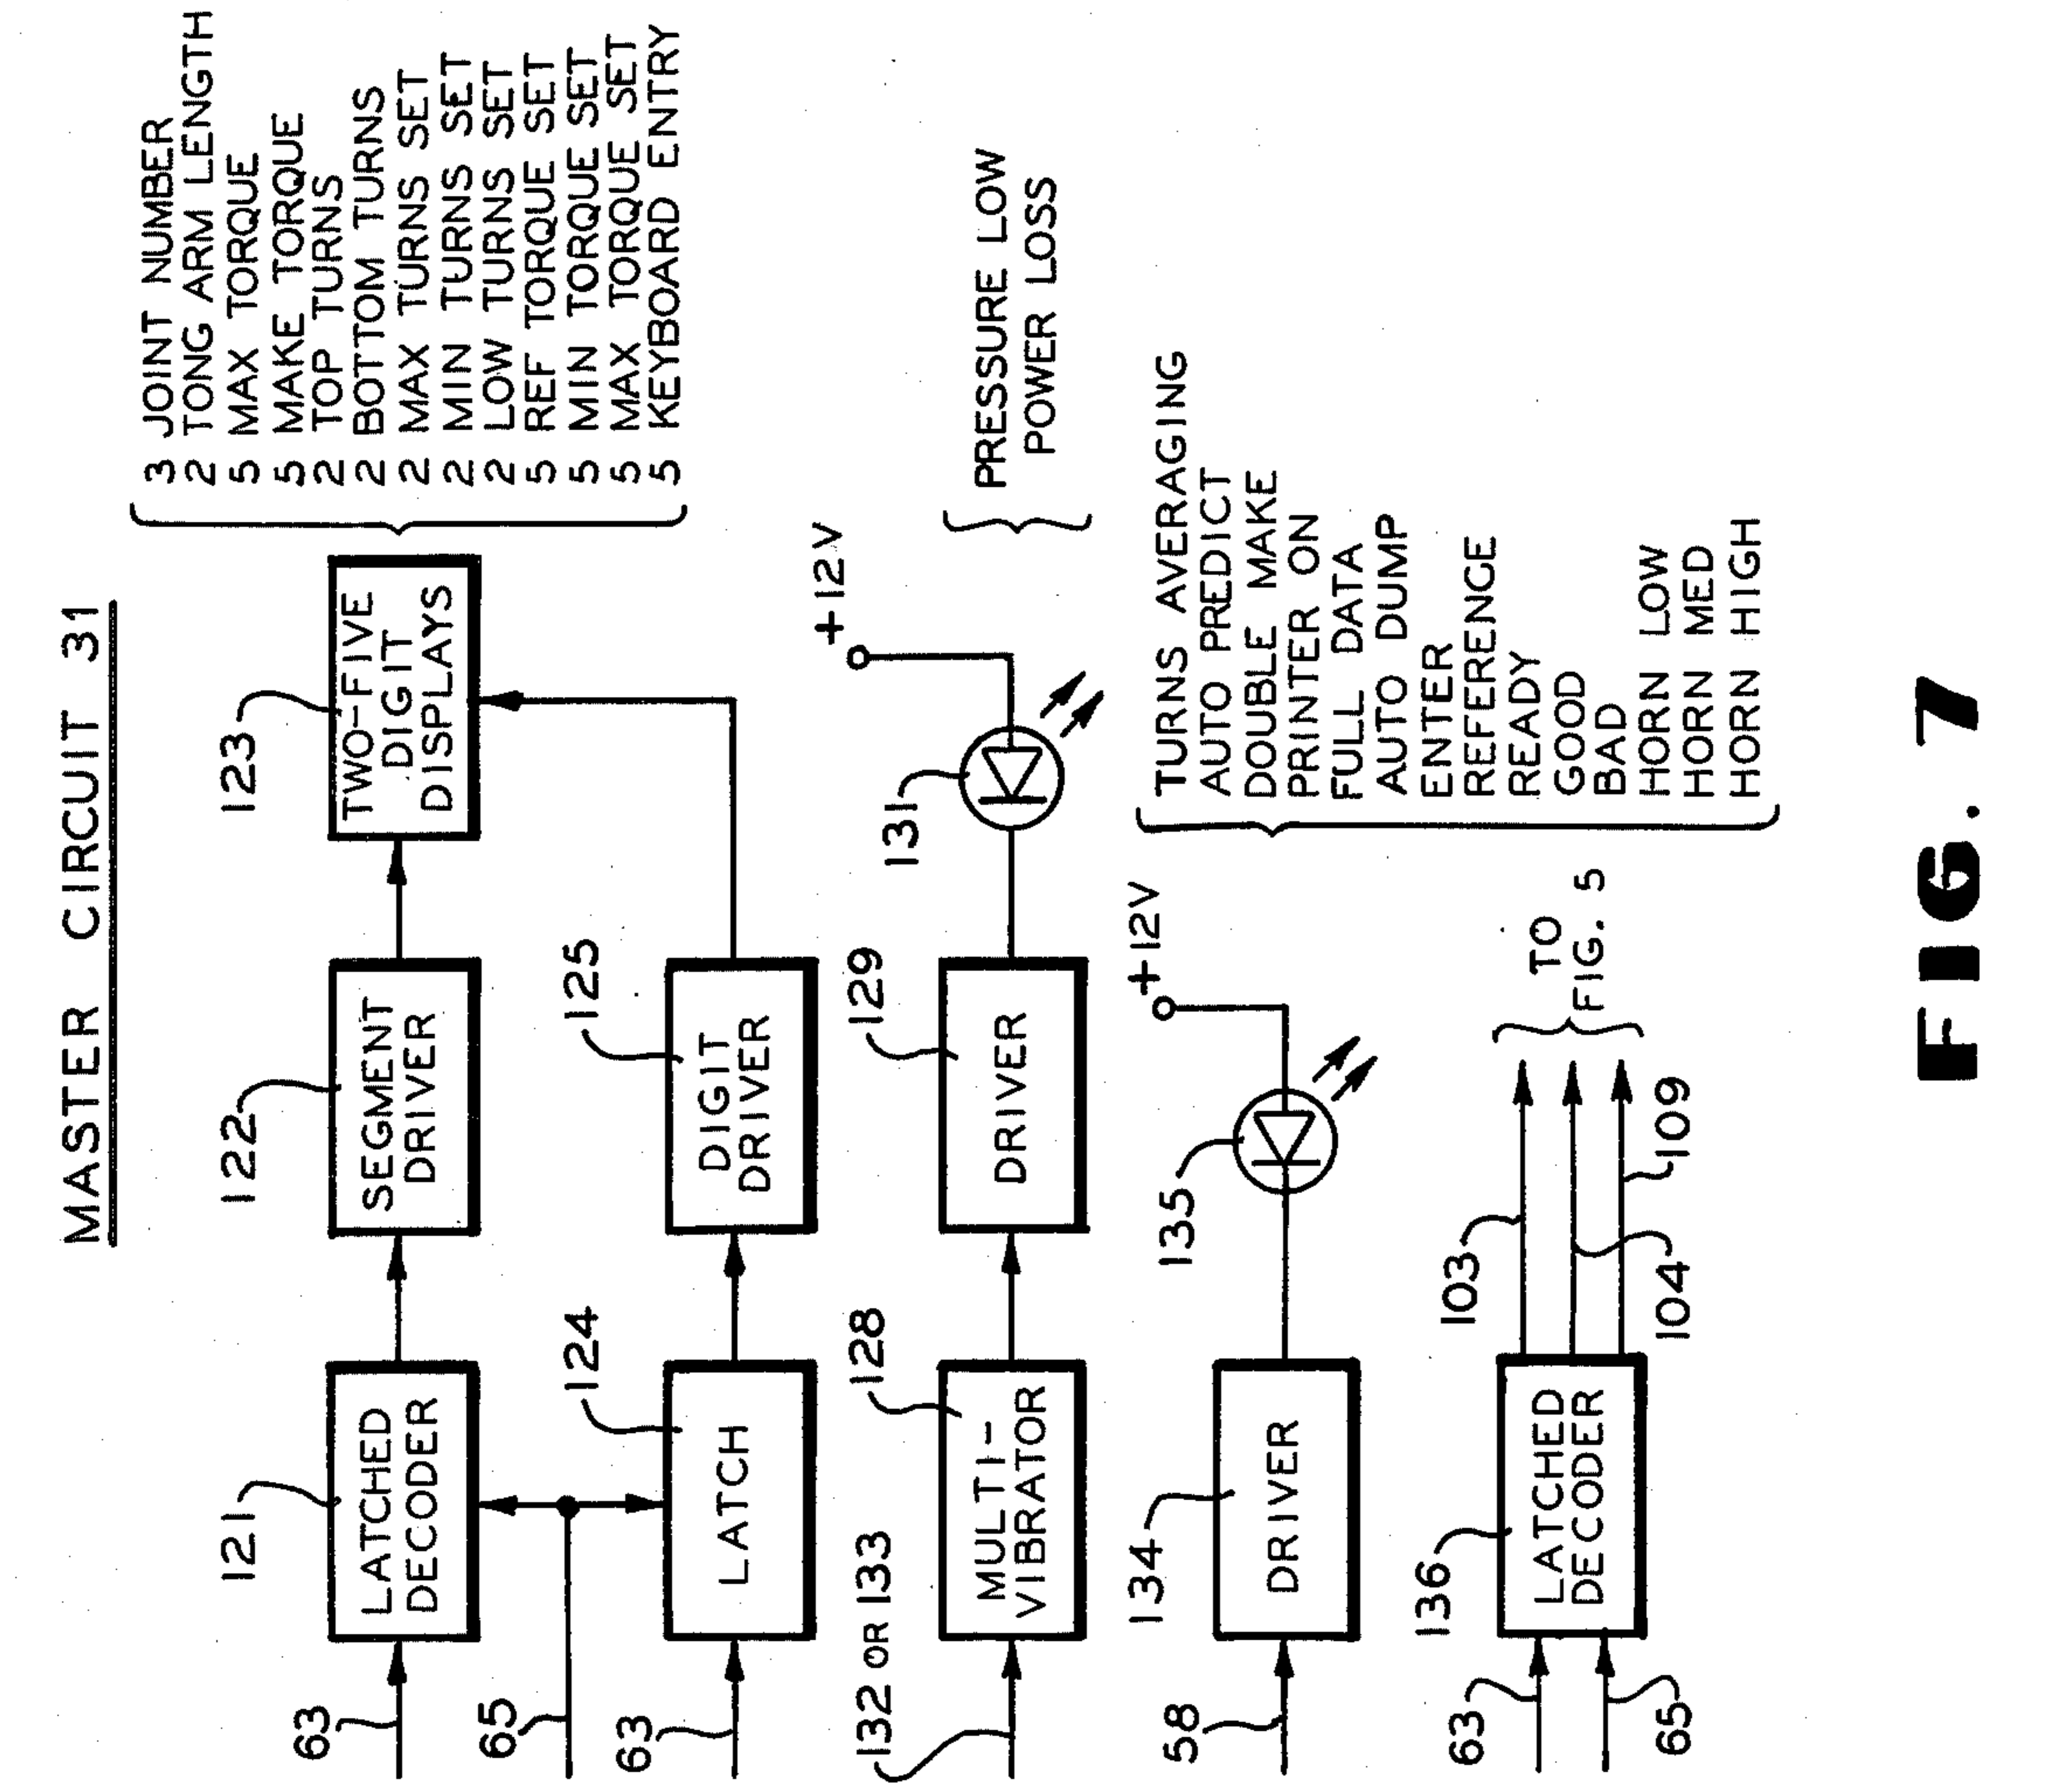 MASTER CIRCUIT 31
121
122
123
63
LATCHED
DECODER
SEGMENT
DRIVER
TWO-FIVE
DIGIT
DISPLAYS
3 JOINT NUMBER
2 TONG ARM LENGTH
5 MAX TORQUE
5 MAKE TORQUE
2 TOP TURNS
2 BOTTOM TURNS
2 MAX TURNS SET
2 MIN TURNS SET
2 LOW TURNS SET
5 REF TORQUE SET
5 MIN TORQUE SET
5 MAX TORQUE SET
5 KEYBOARD ENTRY
65
124
125
63
LATCH
DIGIT
DRIVER
132 OR 133
128
129
131
+12V
MULTI-
VIBRATOR
DRIVER
PRESSURE LOW
POWER LOSS
58
134
135
+12V
DRIVER
TURNS AVERAGING
AUTO PREDICT
DOUBLE MAKE
PRINTER ON
FULL DATA
AUTO DUMP
ENTER
REFERENCE
READY
GOOD
BAD
HORN LOW
HORN MED
HORN HIGH
136
103
63
65
LATCHED
DECODER
104
109
TO
FIG. 5
FIG. 7